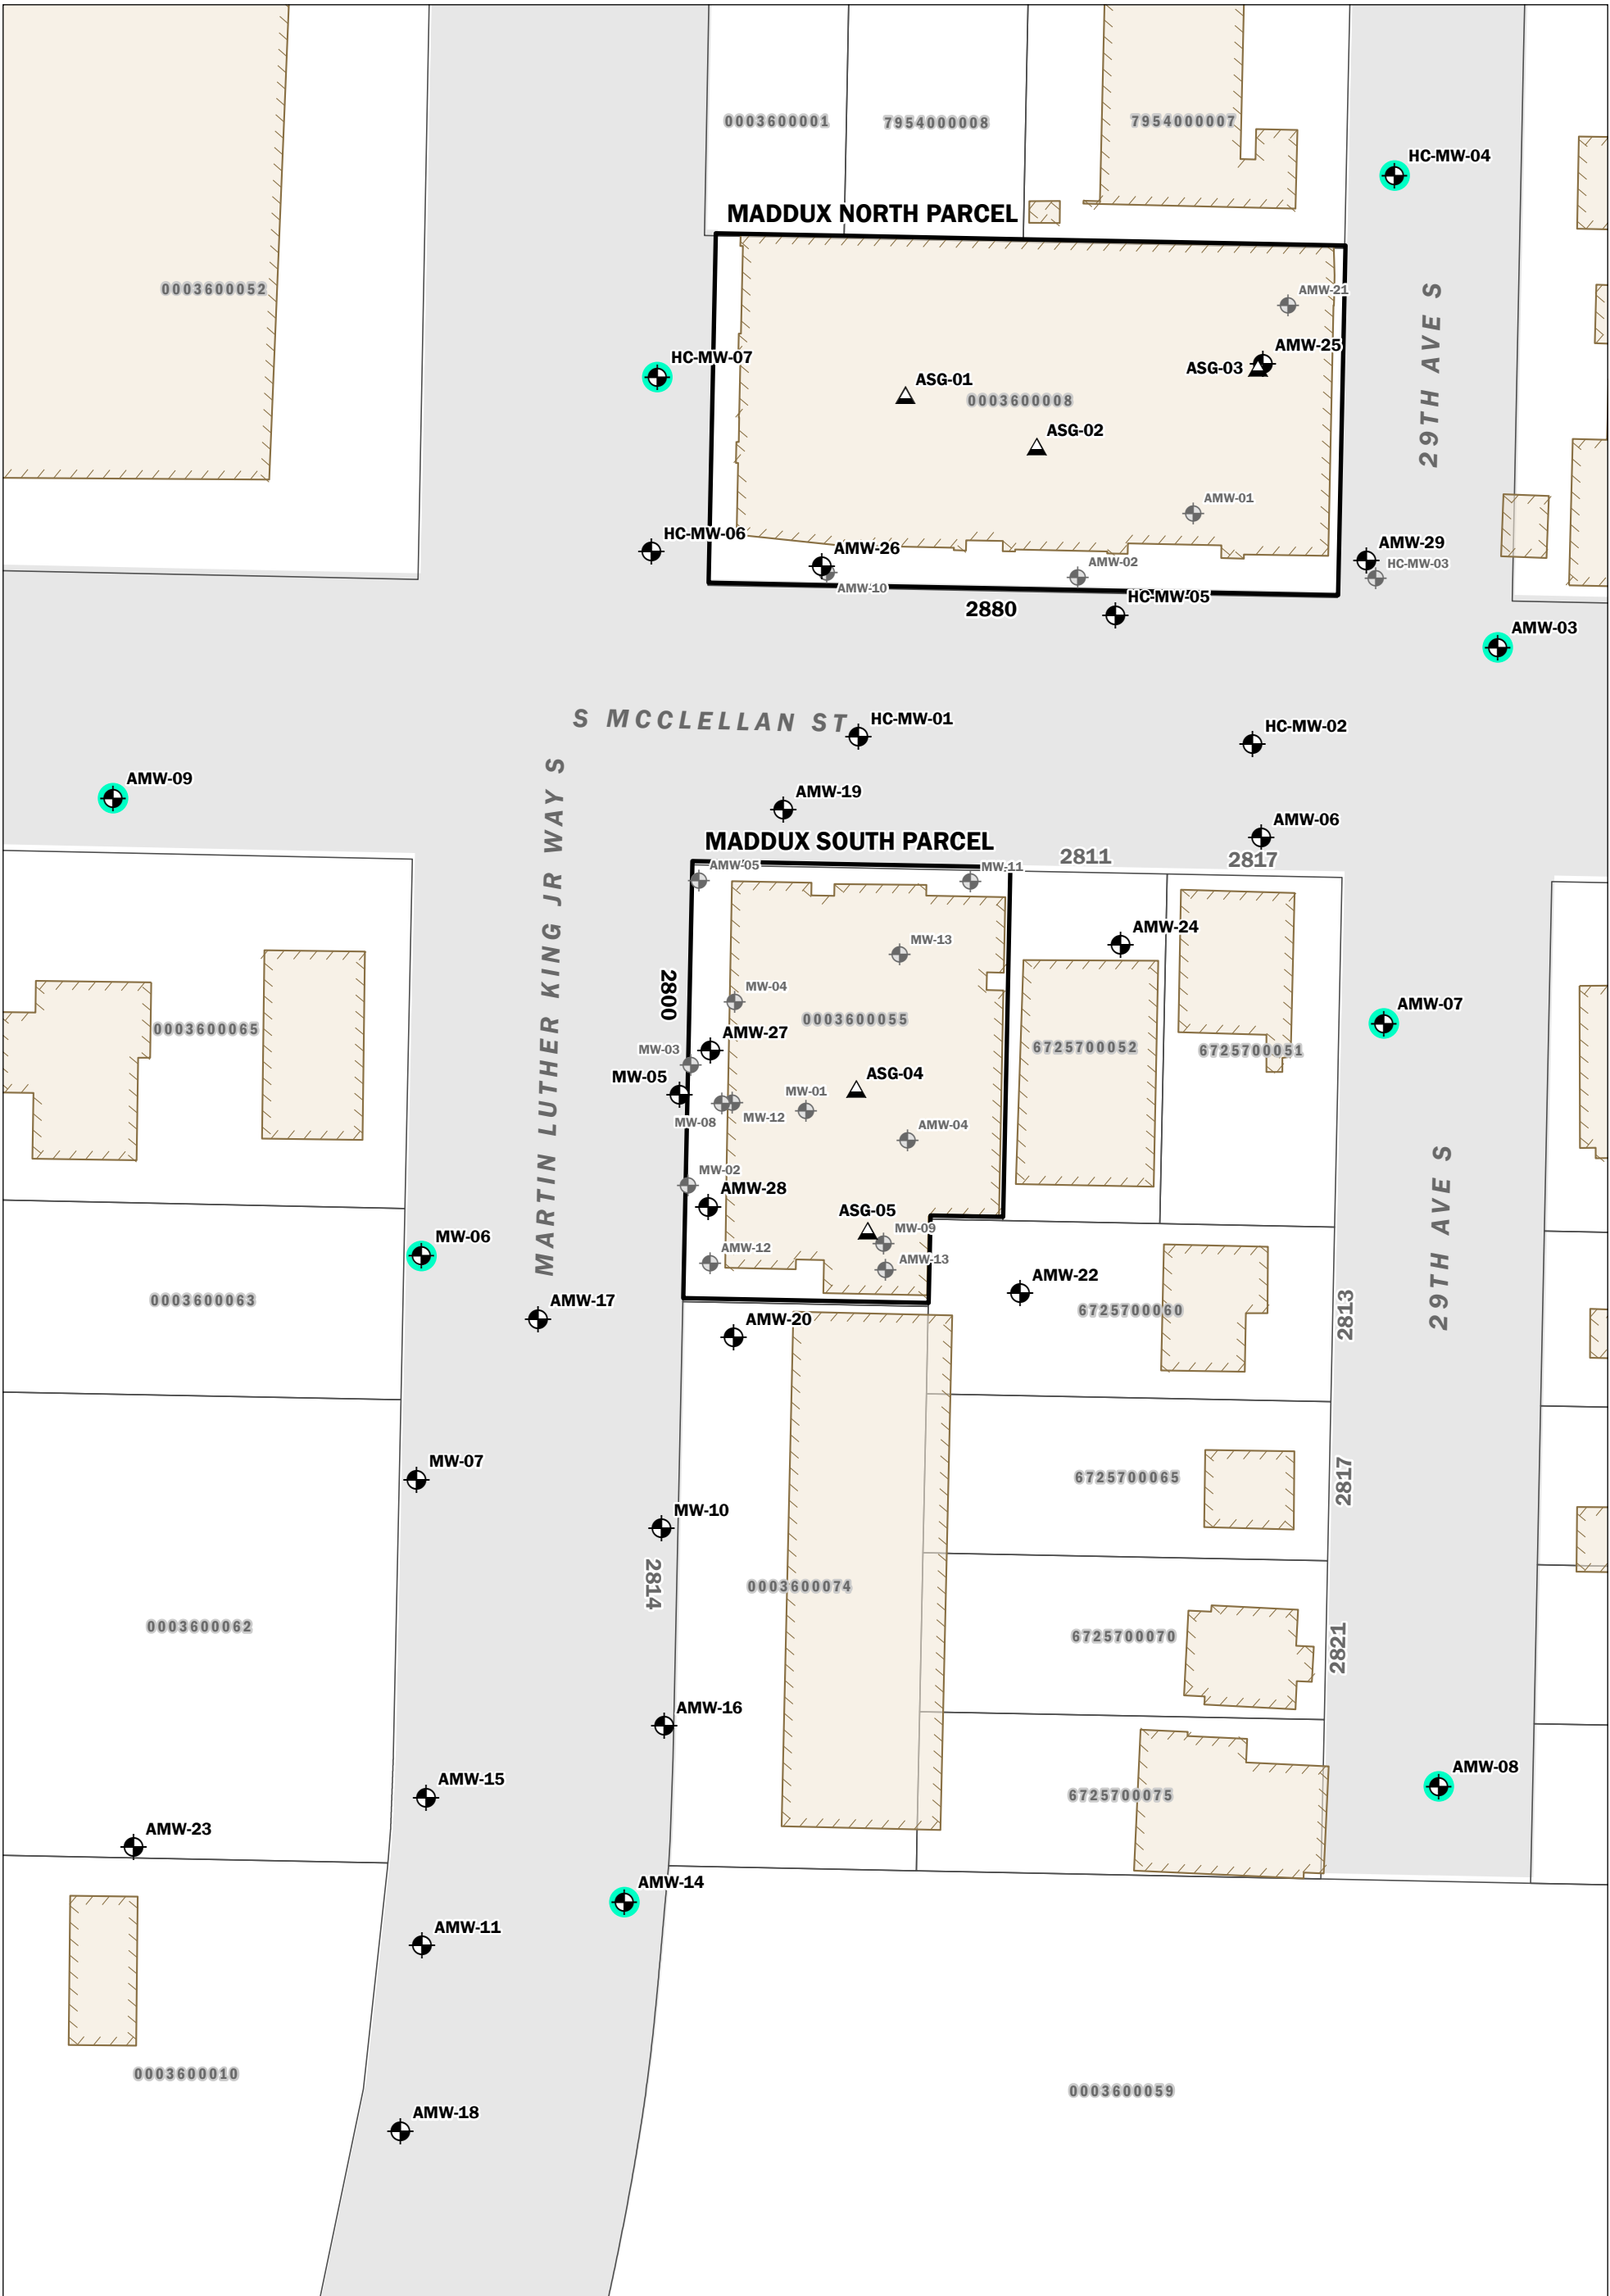 0003600001
7954000008
7954000007
HC-MW-04
MADDUX NORTH PARCEL
0003600052
AMW-21
29TH AVE S
HC-MW-07
AMW-25
ASG-03
ASG-01
0003600008
ASG-02
AMW-01
HC-MW-06
AMW-26
AMW-29
AMW-02
HC-MW-03
AMW-10
HC-MW-05
2880
AMW-03
S MCCLELLAN ST
HC-MW-01
HC-MW-02
AMW-09
MARTIN LUTHER KING JR WAY S
AMW-19
AMW-06
MADDUX SOUTH PARCEL
2811
2817
AMW-05
MW-11
AMW-24
MW-13
2800
MW-04
AMW-07
0003600055
0003600065
AMW-27
6725700052
6725700051
MW-03
MW-05
ASG-04
MW-01
MW-08
MW-12
AMW-04
29TH AVE S
MW-02
AMW-28
ASG-05
MW-09
MW-06
AMW-12
AMW-13
AMW-22
0003600063
AMW-17
6725700060
2813
AMW-20
MW-07
6725700065
2817
MW-10
2814
0003600074
0003600062
6725700070
2821
AMW-16
AMW-15
AMW-08
6725700075
AMW-23
AMW-14
AMW-11
0003600010
0003600059
AMW-18